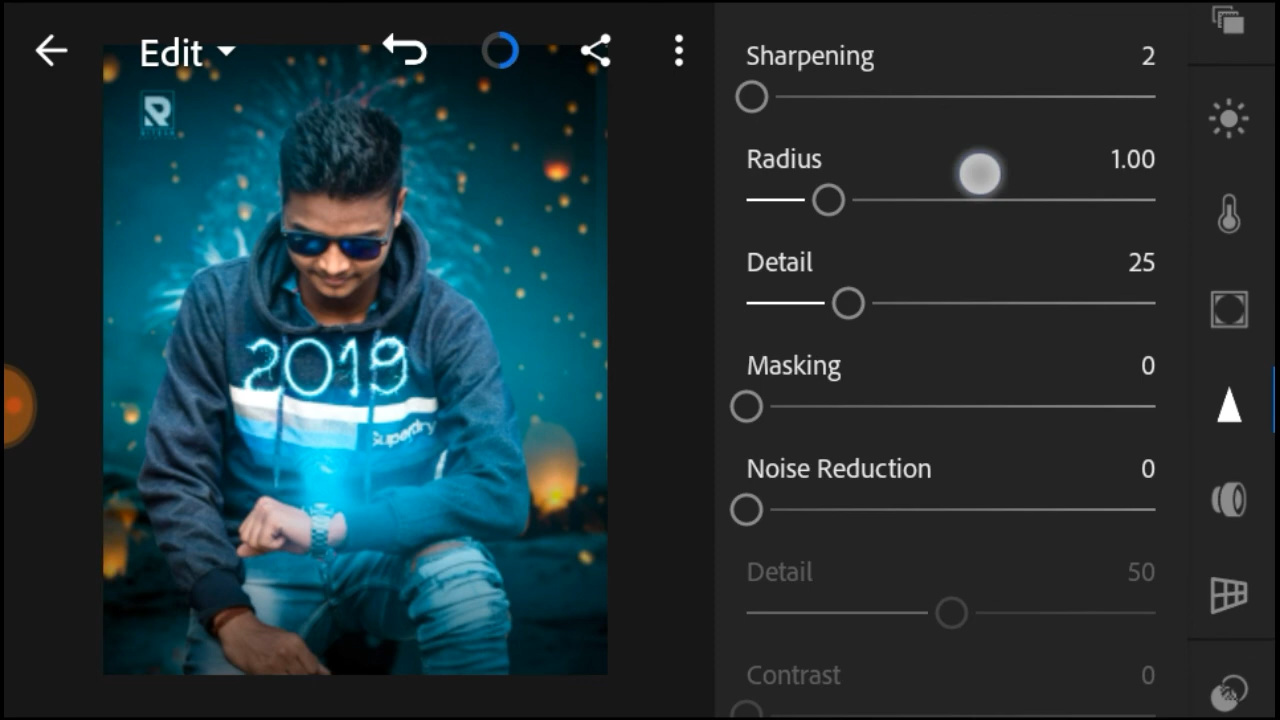 Edit
Sharpening 2
Radius 1.00
Detail 25
Masking 0
Noise Reduction 0
Detail 50
Contrast 0
R
2019
Superdry